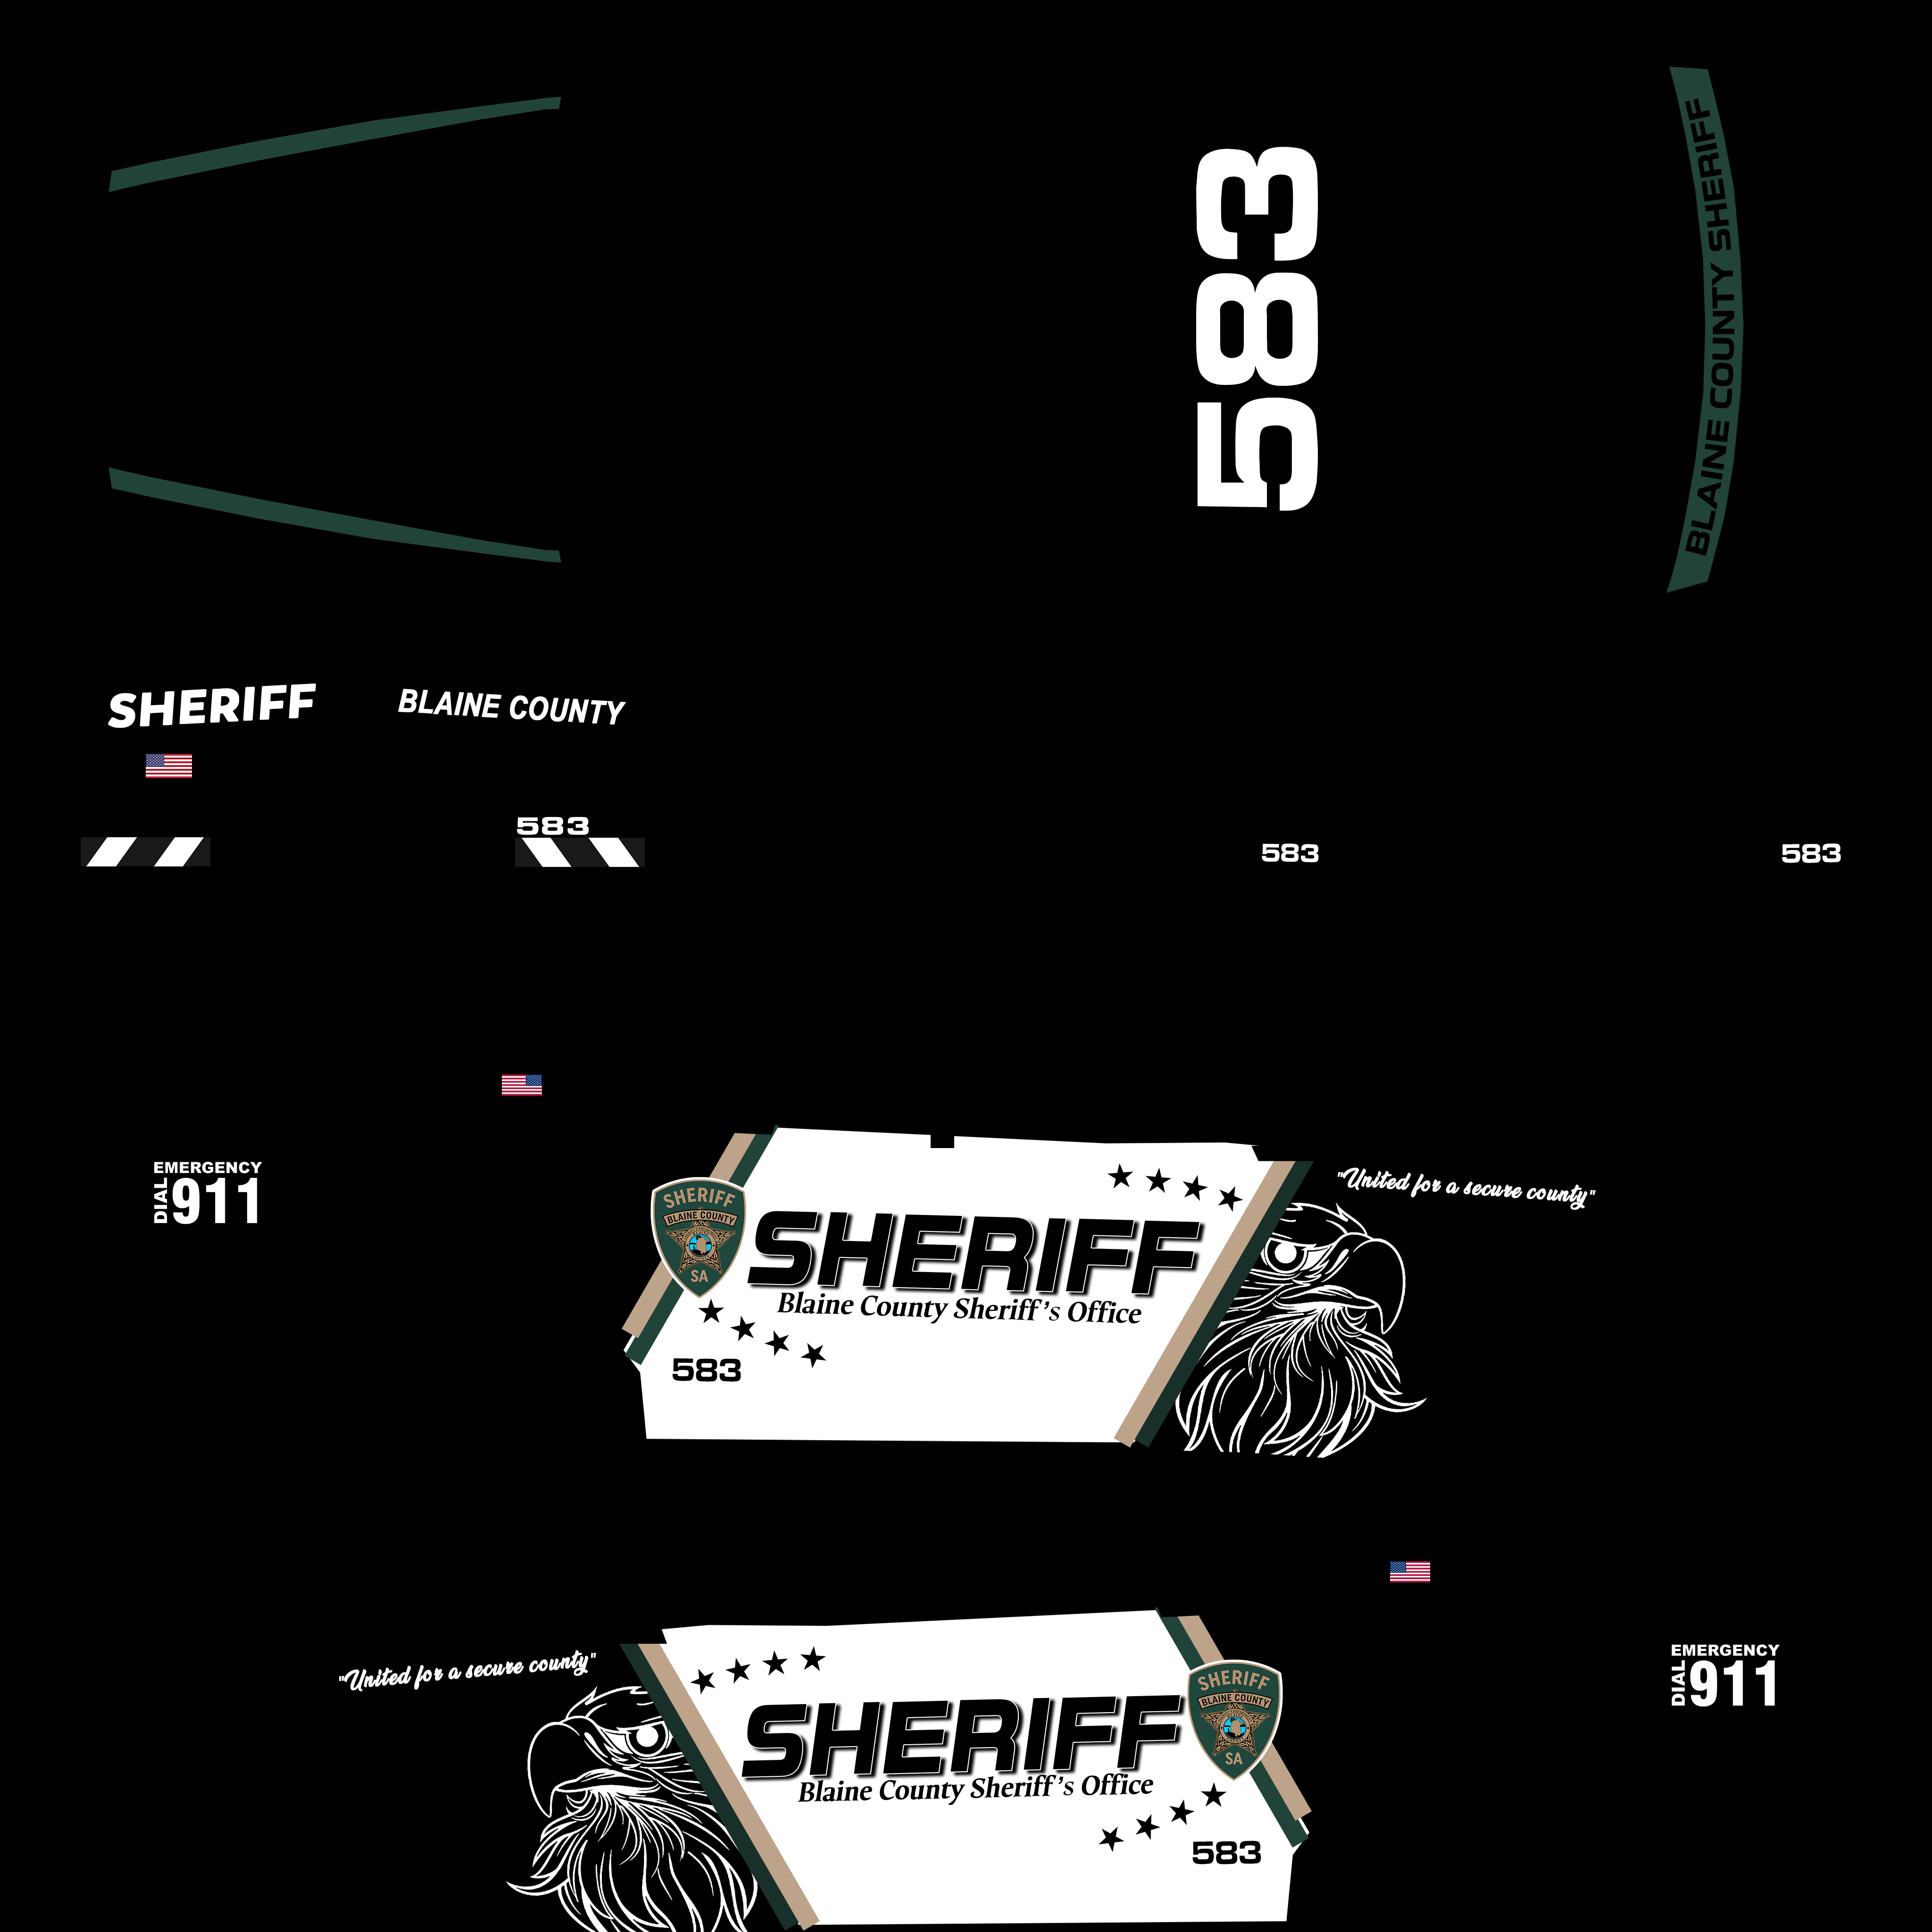 583
BLAINE COUNTY SHERIFF
SHERIFF
BLAINE COUNTY
583
583
583
EMERGENCY
DIAL 911
SHERIFF
BLAINE COUNTY
SA
SHERIFF
Blaine County Sheriff's Office
583
"United for a secure county"
"United for a secure county"
SHERIFF
Blaine County Sheriff's Office
SHERIFF
BLAINE COUNTY
SA
583
EMERGENCY
DIAL 911